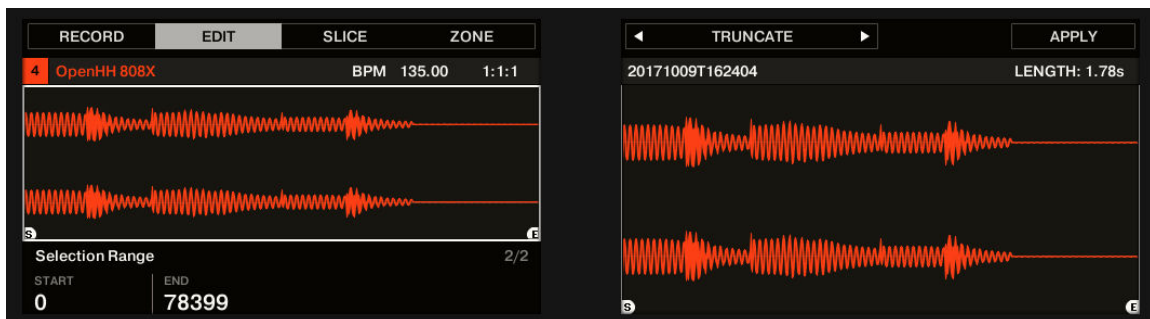 RECORD EDIT SLICE ZONE
4 OpenHH 808X BPM 135.00 1:1:1
S E
Selection Range 2/2
START END
0 78399
TRUNCATE APPLY
20171009T162404 LENGTH: 1.78s
S E